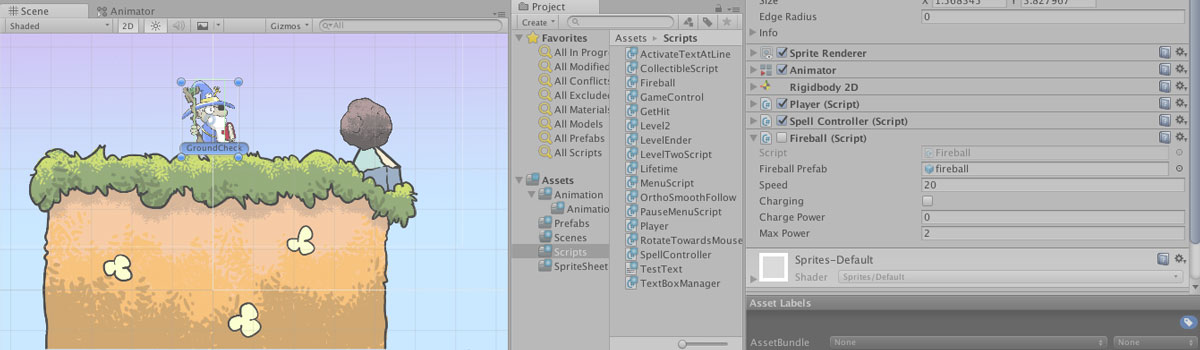 Scene
Animator
Shaded
2D
Gizmos
All
GroundCheck
Project
Create
Favorites
All In Progr
All Modified
All Conflicts
All Excluded
All Materials
All Models
All Prefabs
All Scripts
Assets
Animation
Animatio
Prefabs
Scenes
Scripts
SpriteSheet
Assets Scripts
ActivateTextAtLine
CollectibleScript
Fireball
GameControl
GetHit
Level2
LevelEnder
LevelTwoScript
Lifetime
MenuScript
OrthoSmoothFollow
PauseMenuScript
Player
RotateTowardsMouse
SpellController
TestText
TextBoxManager
Size X 1.568345 Y 3.827967
Edge Radius 0
Info
Sprite Renderer
Animator
Rigidbody 2D
Player (Script)
Spell Controller (Script)
Fireball (Script)
Script Fireball
Fireball Prefab fireball
Speed 20
Charging
Charge Power 0
Max Power 2
Sprites-Default
Shader Sprites/Default
Asset Labels
AssetBundle None None